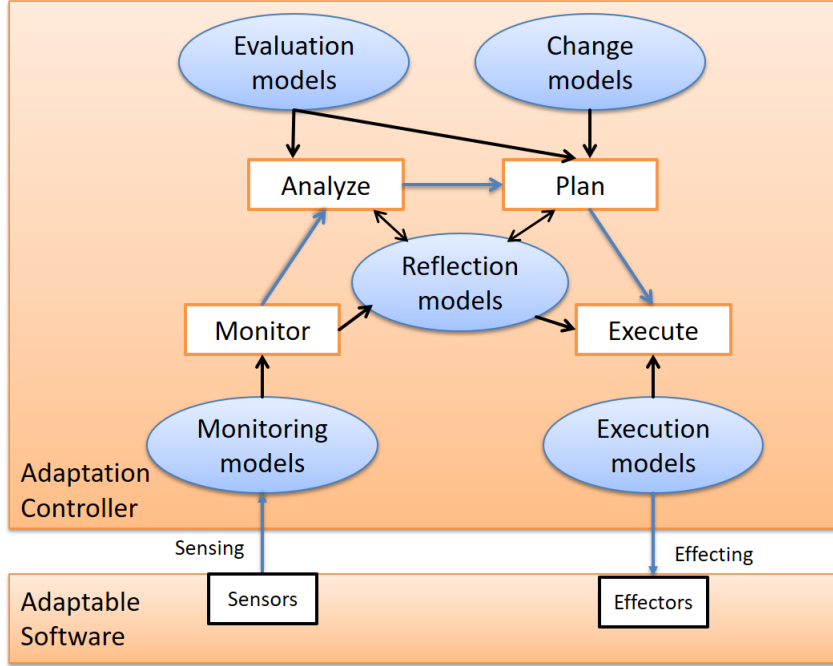 Evaluation
models
Change
models
Analyze
Plan
Reflection
models
Monitor
Execute
Monitoring
models
Execution
models
Adaptation
Controller
Sensing
Effecting
Adaptable
Software
Sensors
Effectors